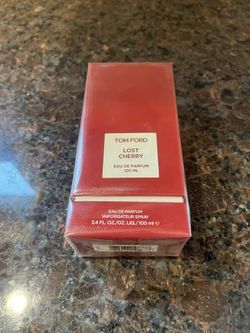 TOM FORD
LOST
CHERRY
EAU DE PARFUM
100 ML
EAU DE PARFUM
VAPORISATEUR SPRAY
3.4 FL.OZ./OZ.LIQ./100 ml ℮